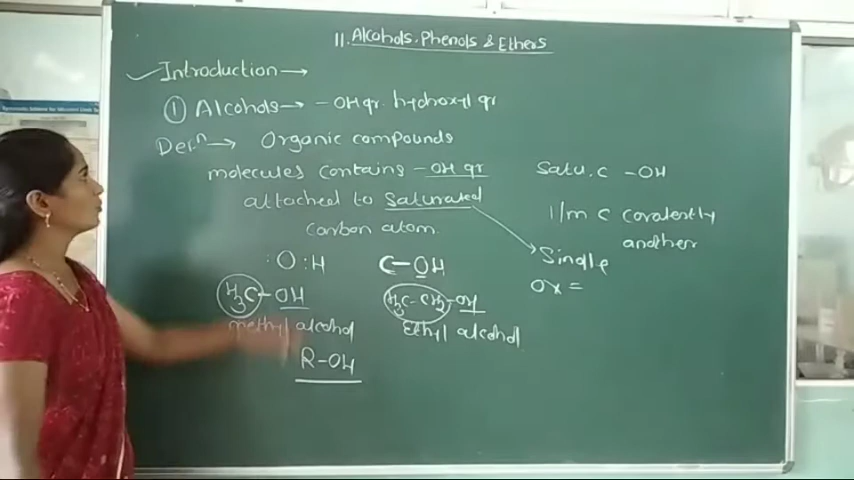 11. Alcohols. Phenols & Ethers
Introduction →
① Alcohols → -OH gr. hydroxyl gr
Defⁿ → Organic compounds
molecules contains -OH gr
attached to saturated
carbon atom.
:O:H C-OH
H₃C-OH H₃C-CH₂-OH
methyl alcohol Ethyl alcohol
R-OH
Satu. C -OH
1/m C covalently
another
Single